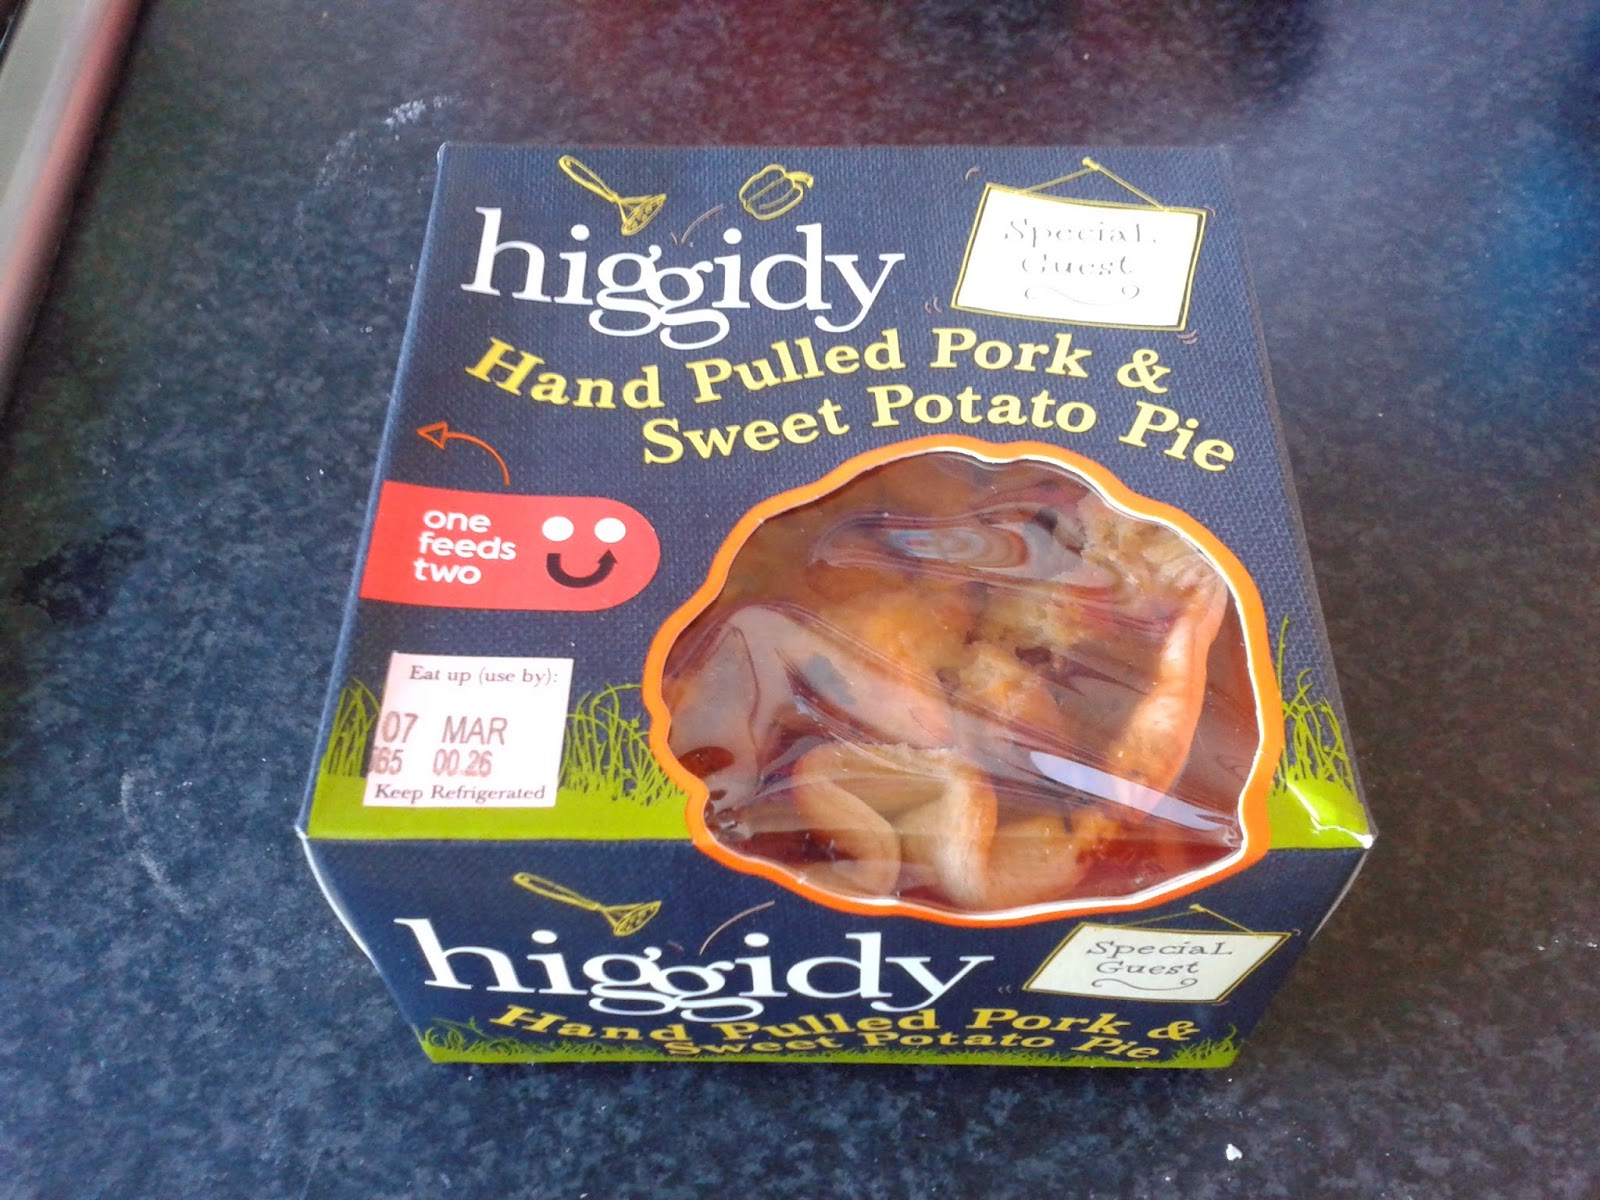 higgidy
Special
Guest
Hand Pulled Pork &
Sweet Potato Pie
one
feeds
two
Eat up (use by):
07 MAR
00.26
Keep Refrigerated
higgidy
Special
Guest
Hand Pulled Pork &
Sweet Potato Pie